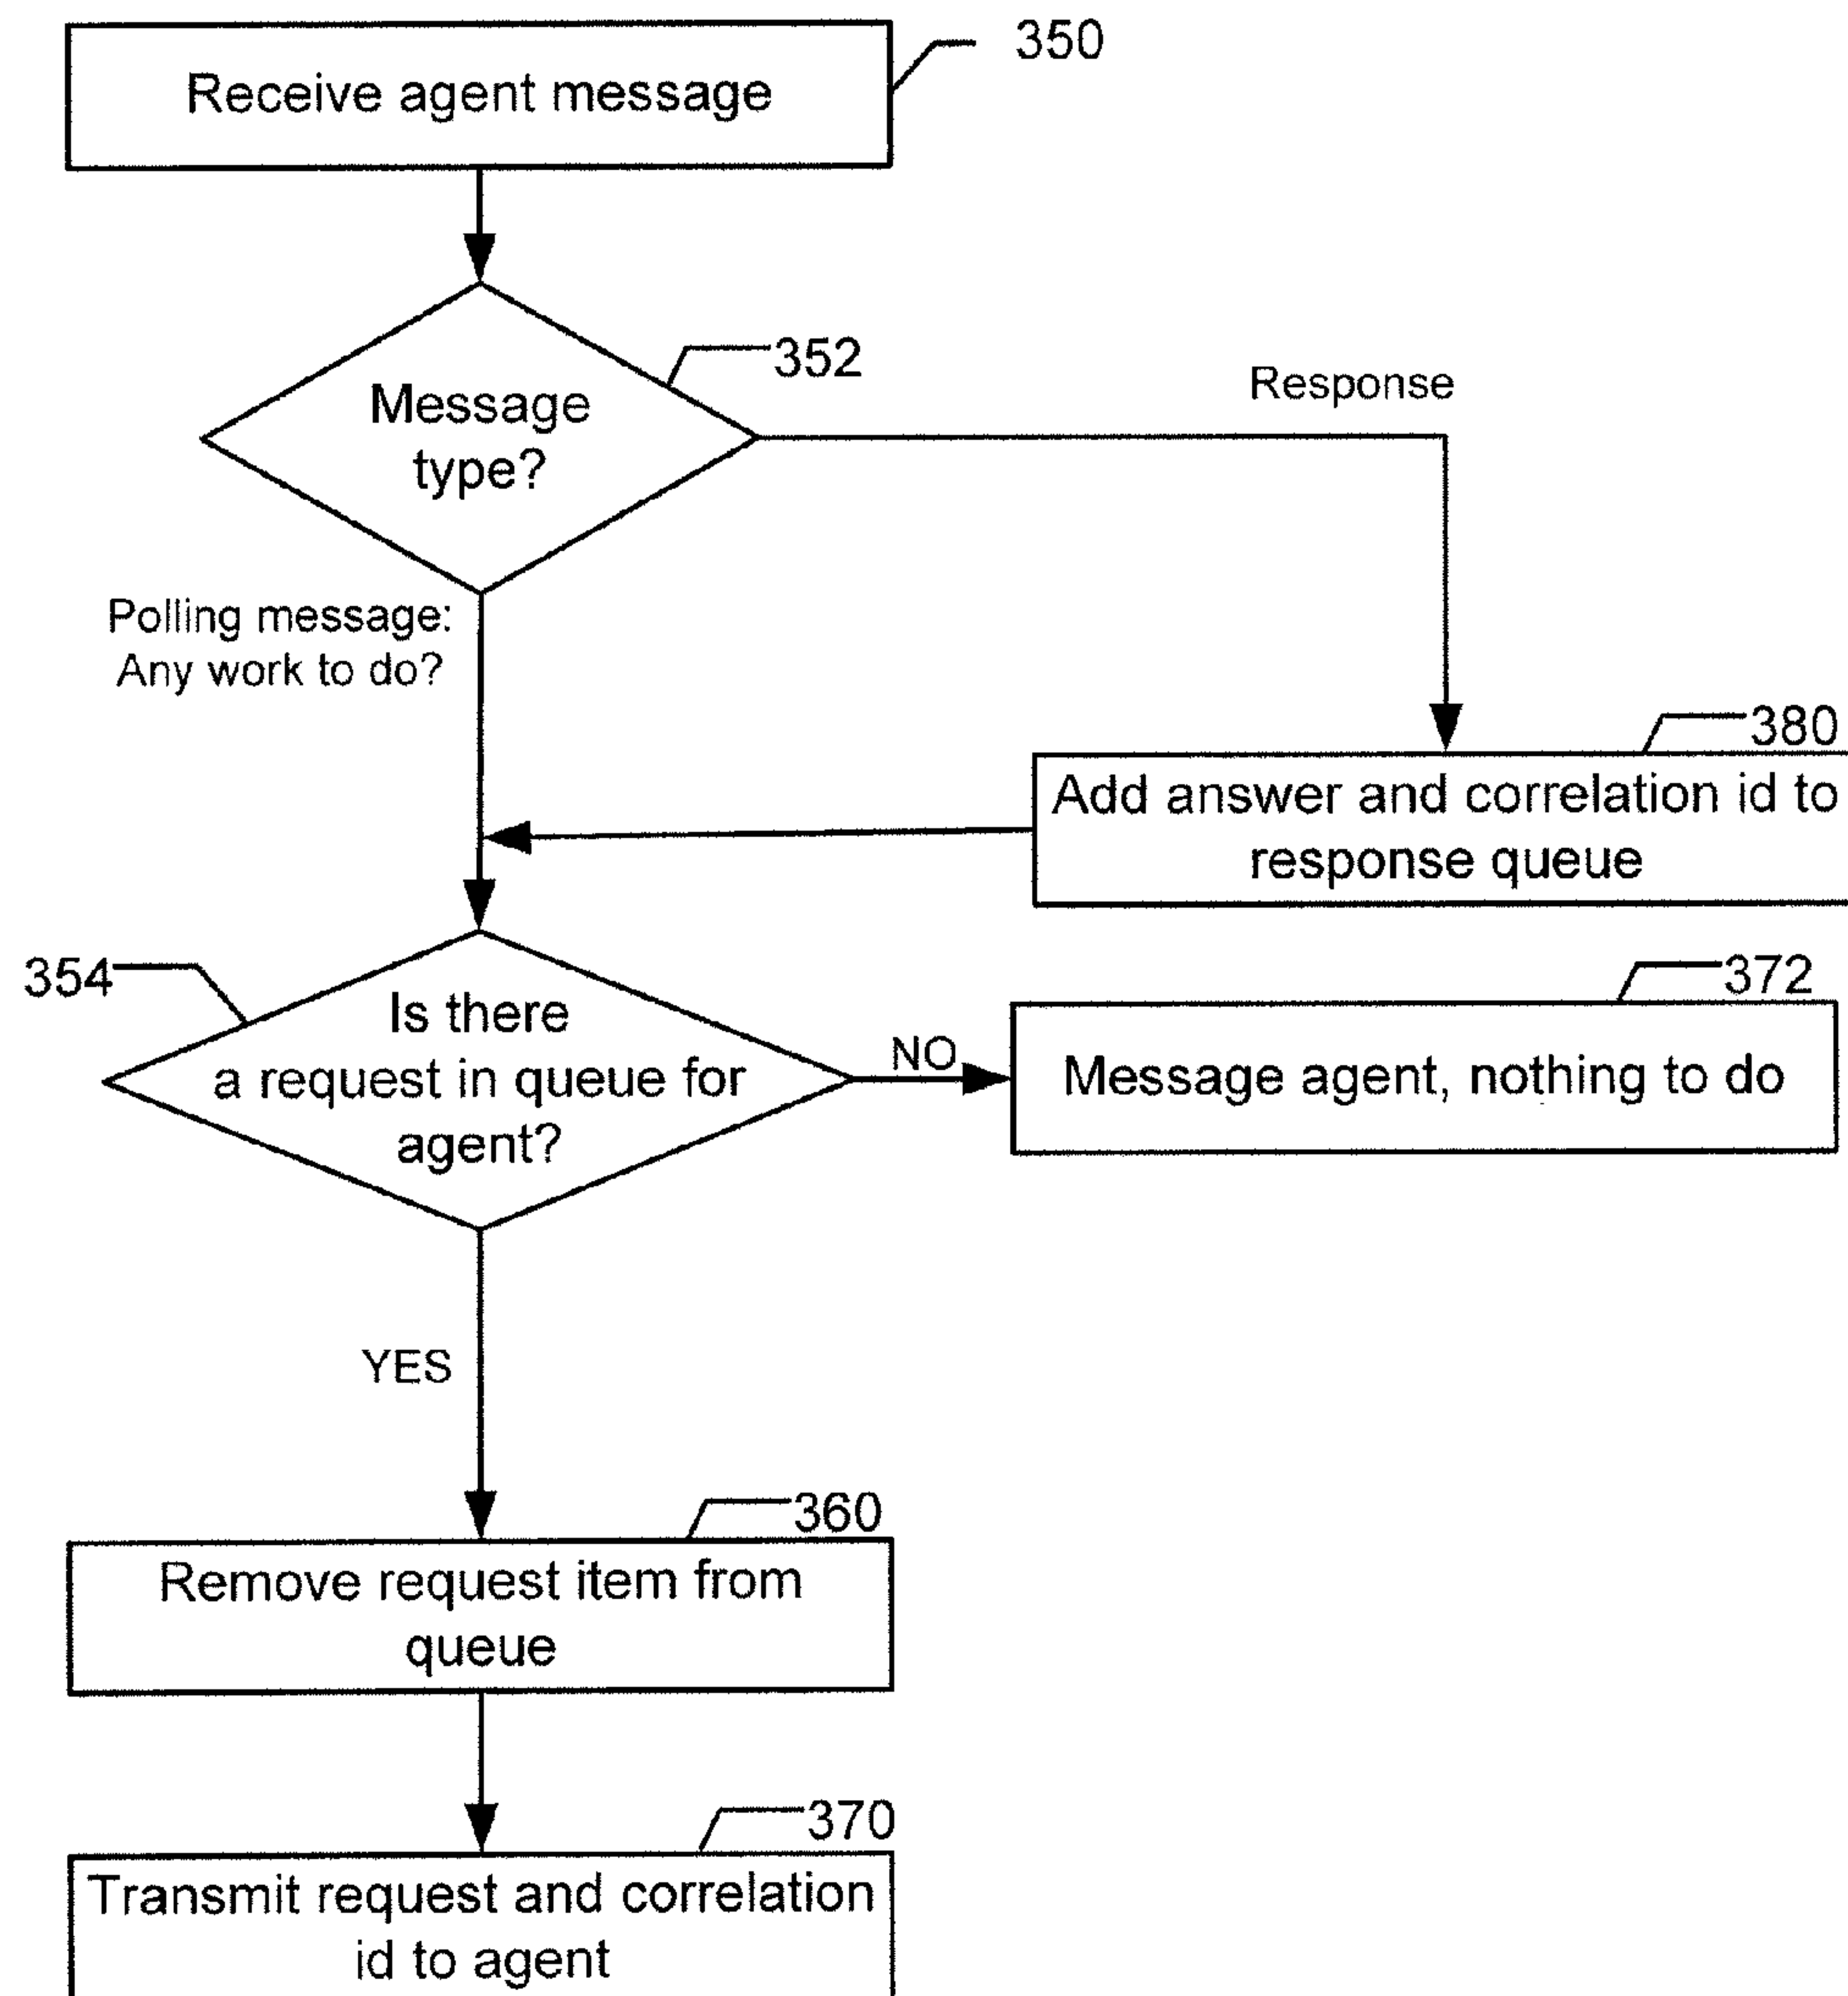 350
Receive agent message
352
Message
type?
Response
Polling message:
Any work to do?
380
Add answer and correlation id to
response queue
354
Is there
a request in queue for
agent?
NO
372
Message agent, nothing to do
YES
360
Remove request item from
queue
370
Transmit request and correlation
id to agent